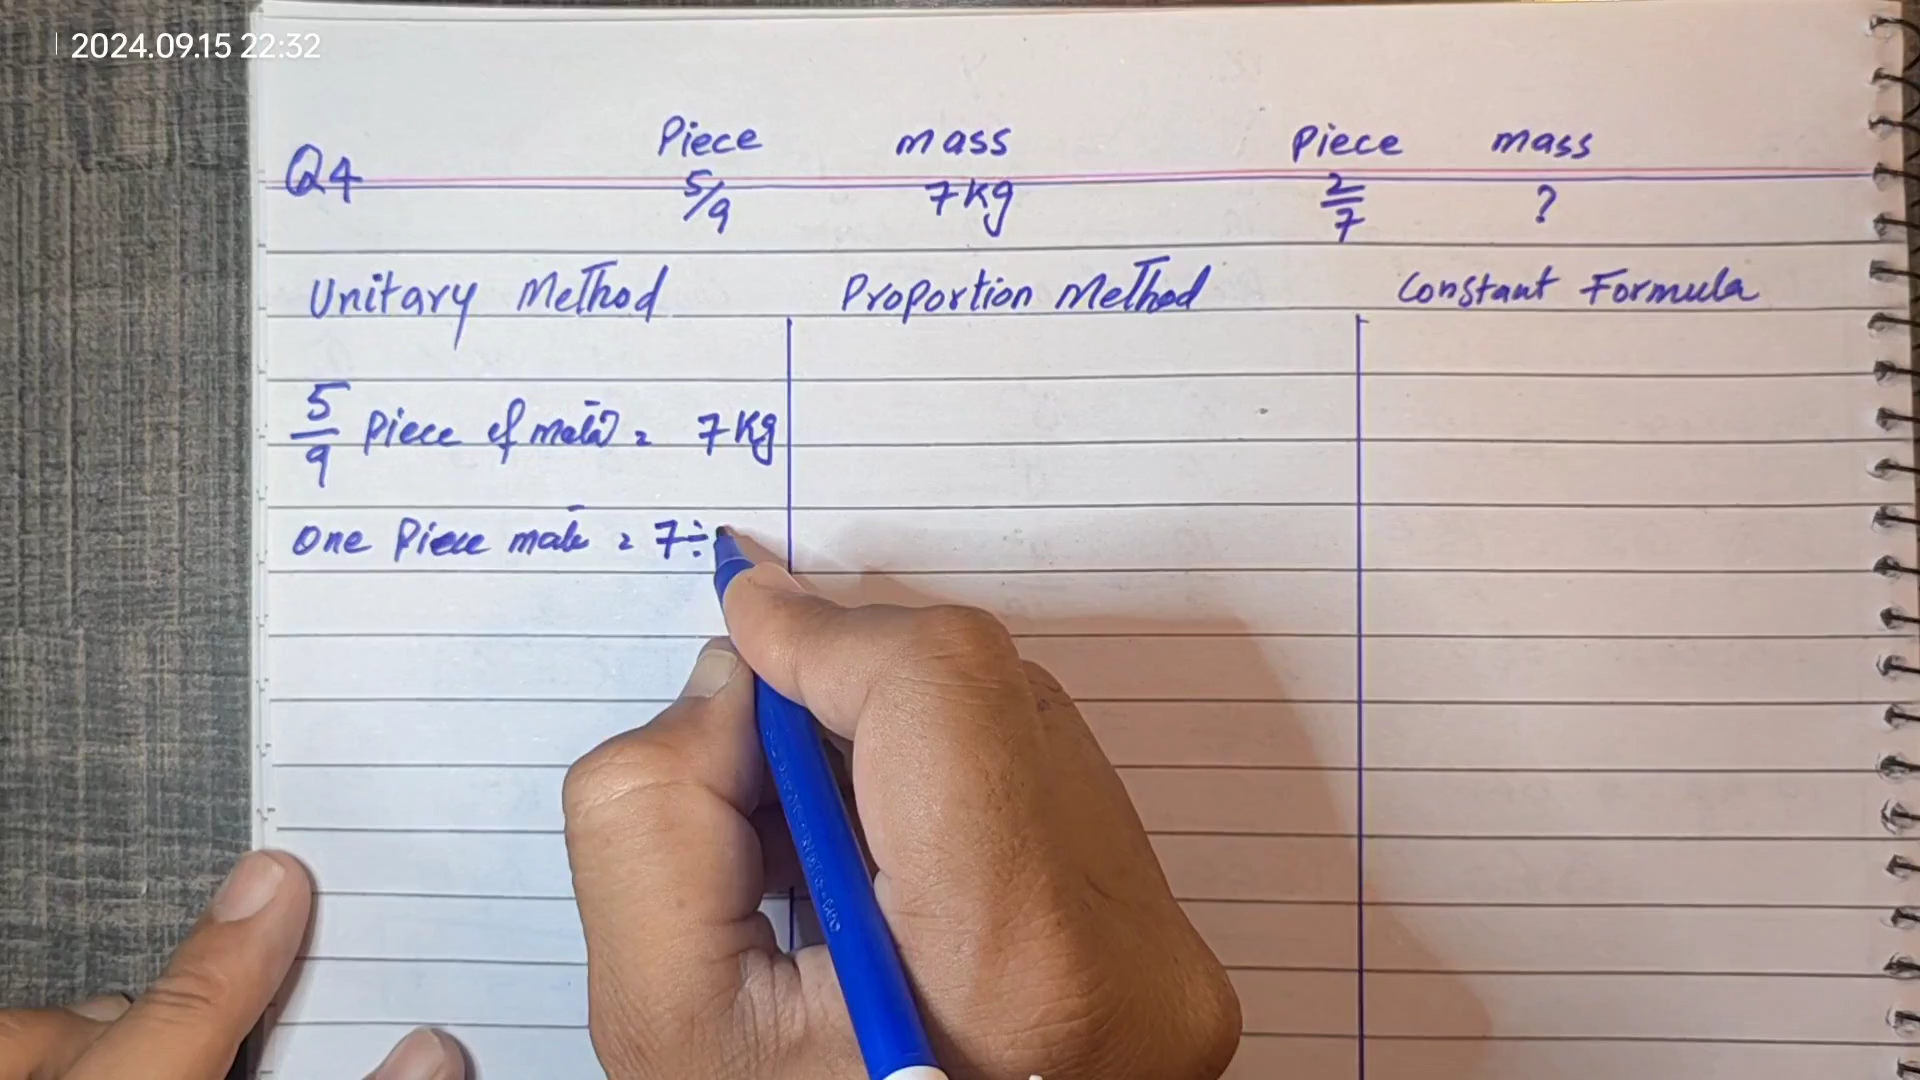 2024.09.15 22:32
Piece mass Piece mass
Q4 5/9 7kg 2/7 ?
Unitary Method Proportion Method Constant Formula
5/9 Piece of metal = 7kg
One Piece = 7÷